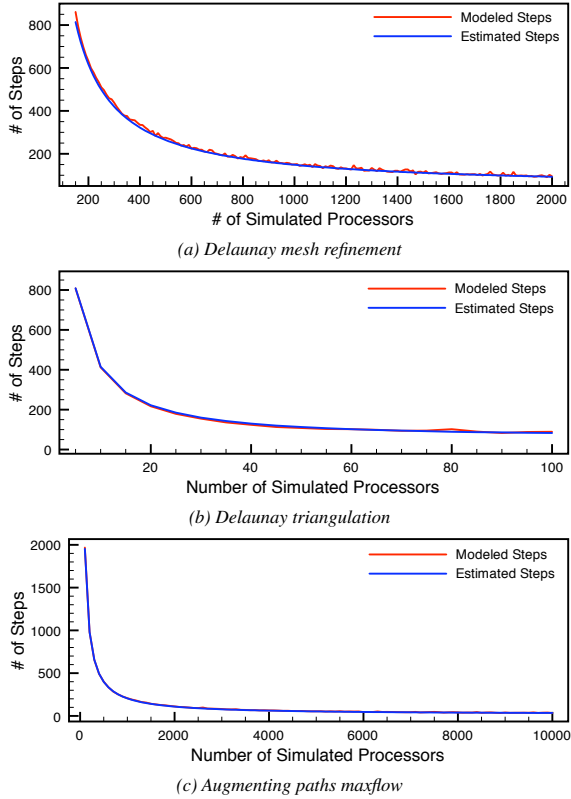 800
600
400
200
# of Steps
Modeled Steps
Estimated Steps
200 400 600 800 1000 1200 1400 1600 1800 2000
# of Simulated Processors
(a) Delaunay mesh refinement
800
600
400
200
0
# of Steps
Modeled Steps
Estimated Steps
20 40 60 80 100
Number of Simulated Processors
(b) Delaunay triangulation
2000
1500
1000
500
0
# of Steps
Modeled Steps
Estimated Steps
0 2000 4000 6000 8000 10000
Number of Simulated Processors
(c) Augmenting paths maxflow